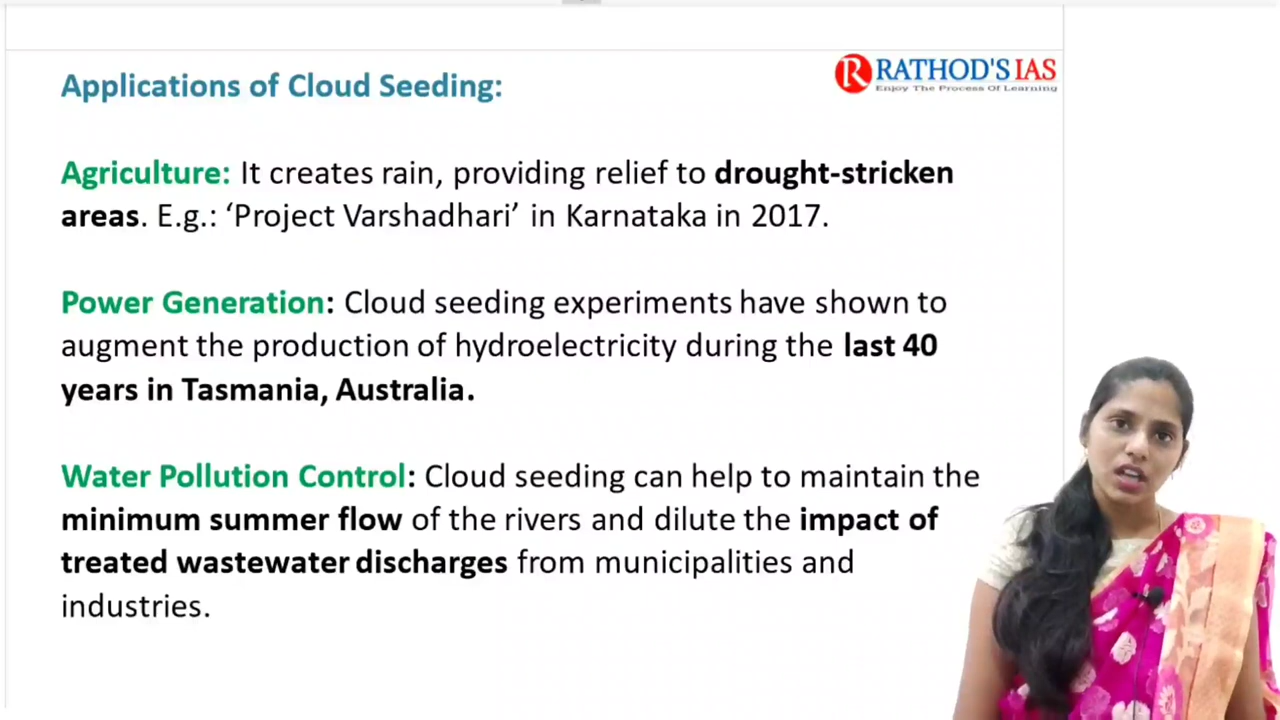 Applications of Cloud Seeding:
RATHOD'S IAS
Enjoy The Process Of Learning
Agriculture: It creates rain, providing relief to drought-stricken
areas. E.g.: ‘Project Varshadhari’ in Karnataka in 2017.
Power Generation: Cloud seeding experiments have shown to
augment the production of hydroelectricity during the last 40
years in Tasmania, Australia.
Water Pollution Control: Cloud seeding can help to maintain the
minimum summer flow of the rivers and dilute the impact of
treated wastewater discharges from municipalities and
industries.